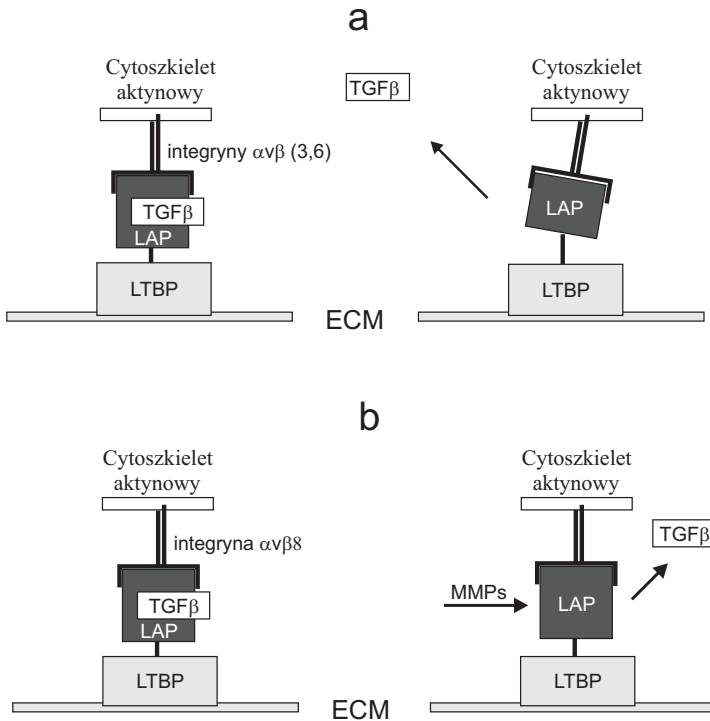 a
Cytoszkielet
aktynowy
integryny αvβ (3,6)
TGFβ
LAP
LTBP
TGFβ
Cytoszkielet
aktynowy
LAP
LTBP
ECM
b
Cytoszkielet
aktynowy
integryna αvβ8
TGFβ
LAP
LTBP
Cytoszkielet
aktynowy
TGFβ
MMPs
LAP
LTBP
ECM